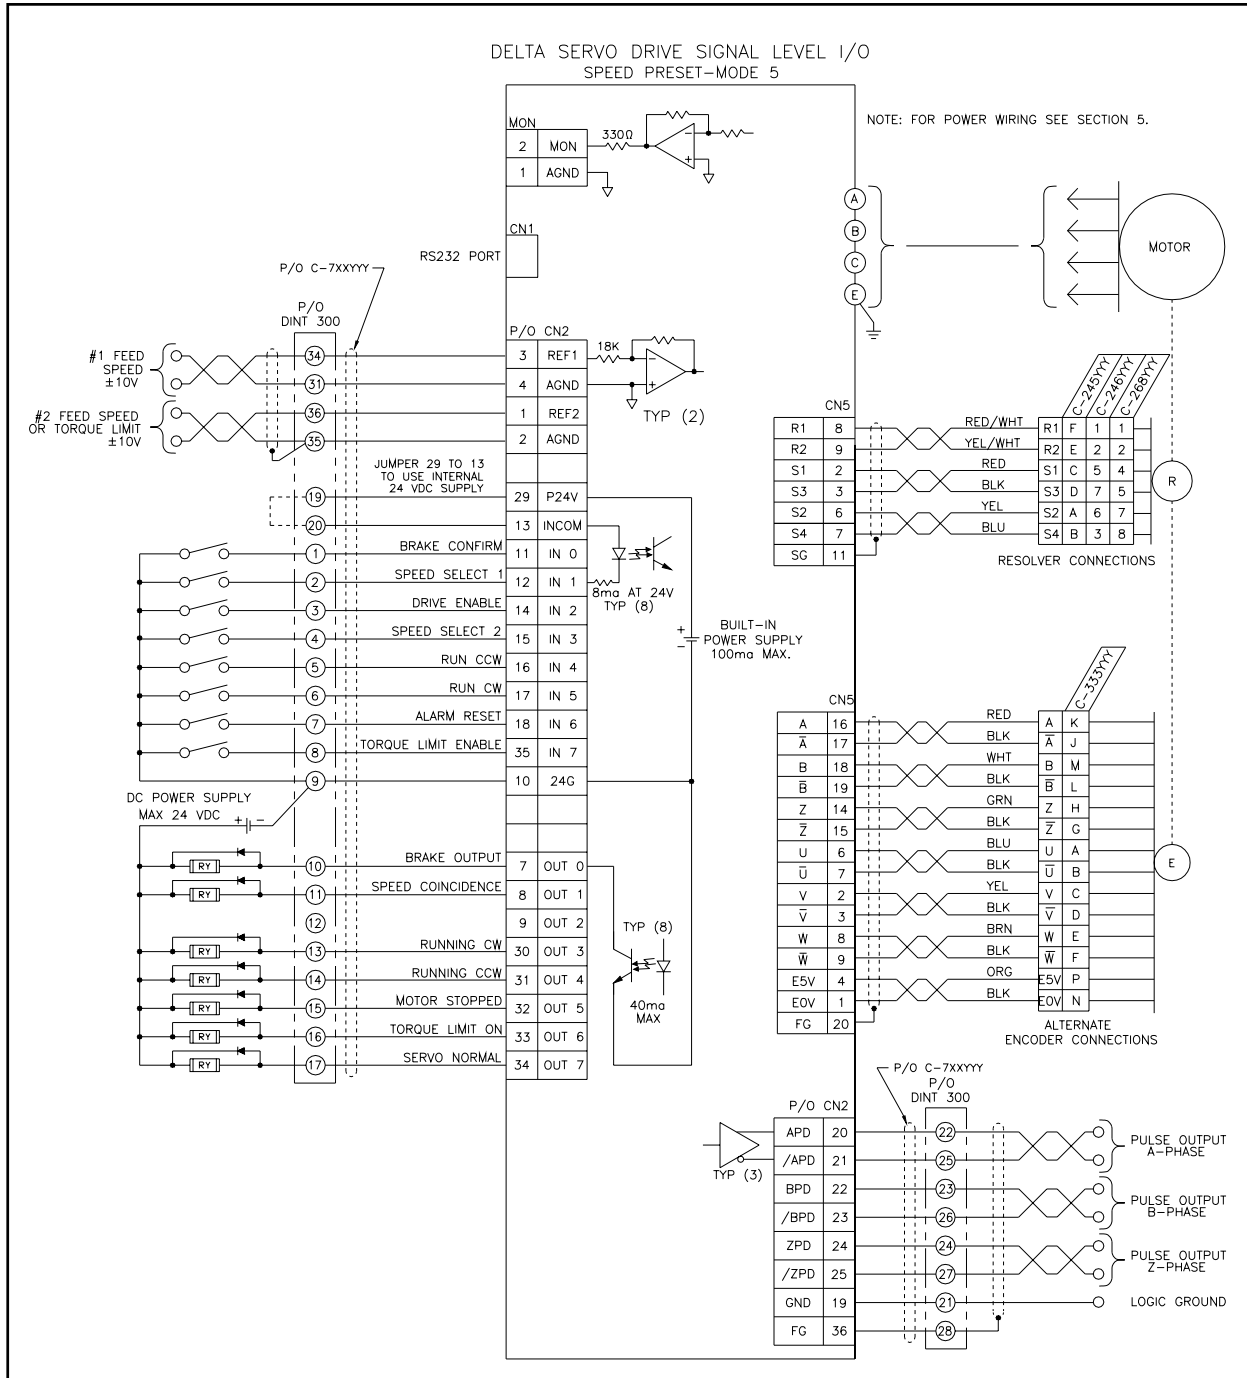 DELTA SERVO DRIVE SIGNAL LEVEL I/O
SPEED PRESET-MODE 5
NOTE: FOR POWER WIRING SEE SECTION 5.
MON
2 MON
1 AGND
330Ω
- +
CN1
RS232 PORT
A
B
C
E
MOTOR
P/O C-7XXYYY
P/O
DINT 300
P/O CN2
#1 FEED
SPEED
±10V
34
31
3 REF1
4 AGND
18K
- +
TYP (2)
#2 FEED SPEED
OR TORQUE LIMIT
±10V
36
35
1 REF2
2 AGND
JUMPER 29 TO 13
TO USE INTERNAL
24 VDC SUPPLY
19 29 P24V
20 13 INCOM
1 BRAKE CONFIRM 11 IN 0
2 SPEED SELECT 1 12 IN 1
3 DRIVE ENABLE 14 IN 2
4 SPEED SELECT 2 15 IN 3
5 RUN CCW 16 IN 4
6 RUN CW 17 IN 5
7 ALARM RESET 18 IN 6
8 TORQUE LIMIT ENABLE 35 IN 7
9 10 24G
8ma AT 24V
TYP (8)
+ -
BUILT-IN
POWER SUPPLY
100ma MAX.
DC POWER SUPPLY
MAX 24 VDC
+ -
RY 10 BRAKE OUTPUT 7 OUT 0
RY 11 SPEED COINCIDENCE 8 OUT 1
12 9 OUT 2
RY 13 RUNNING CW 30 OUT 3
RY 14 RUNNING CCW 31 OUT 4
RY 15 MOTOR STOPPED 32 OUT 5
RY 16 TORQUE LIMIT ON 33 OUT 6
RY 17 SERVO NORMAL 34 OUT 7
TYP (8)
40ma
MAX
C-245YYY
C-246YYY
C-268YYY
CN5
R1 8 RED/WHT R1 F 1 1
R2 9 YEL/WHT R2 E 2 2
S1 2 RED S1 C 5 4
S3 3 BLK S3 D 7 5
S2 6 YEL S2 A 6 7
S4 7 BLU S4 B 3 8
SG 11
R
RESOLVER CONNECTIONS
C-333YYY
CN5
A 16 RED A K
A̅ 17 BLK A̅ J
B 18 WHT B M
B̅ 19 BLK B̅ L
Z 14 GRN Z H
Z̅ 15 BLK Z̅ G
U 6 BLU U A
U̅ 7 BLK U̅ B
V 2 YEL V C
V̅ 3 BLK V̅ D
W 8 BRN W E
W̅ 9 BLK W̅ F
E5V 4 ORG E5V P
E0V 1 BLK E0V N
FG 20
E
ALTERNATE
ENCODER CONNECTIONS
P/O C-7XXYYY
P/O
DINT 300
P/O CN2
APD 20 22
/APD 21 25
BPD 22 23
/BPD 23 26
ZPD 24 24
/ZPD 25 27
GND 19 21
FG 36 28
TYP (3)
PULSE OUTPUT
A-PHASE
PULSE OUTPUT
B-PHASE
PULSE OUTPUT
Z-PHASE
LOGIC GROUND